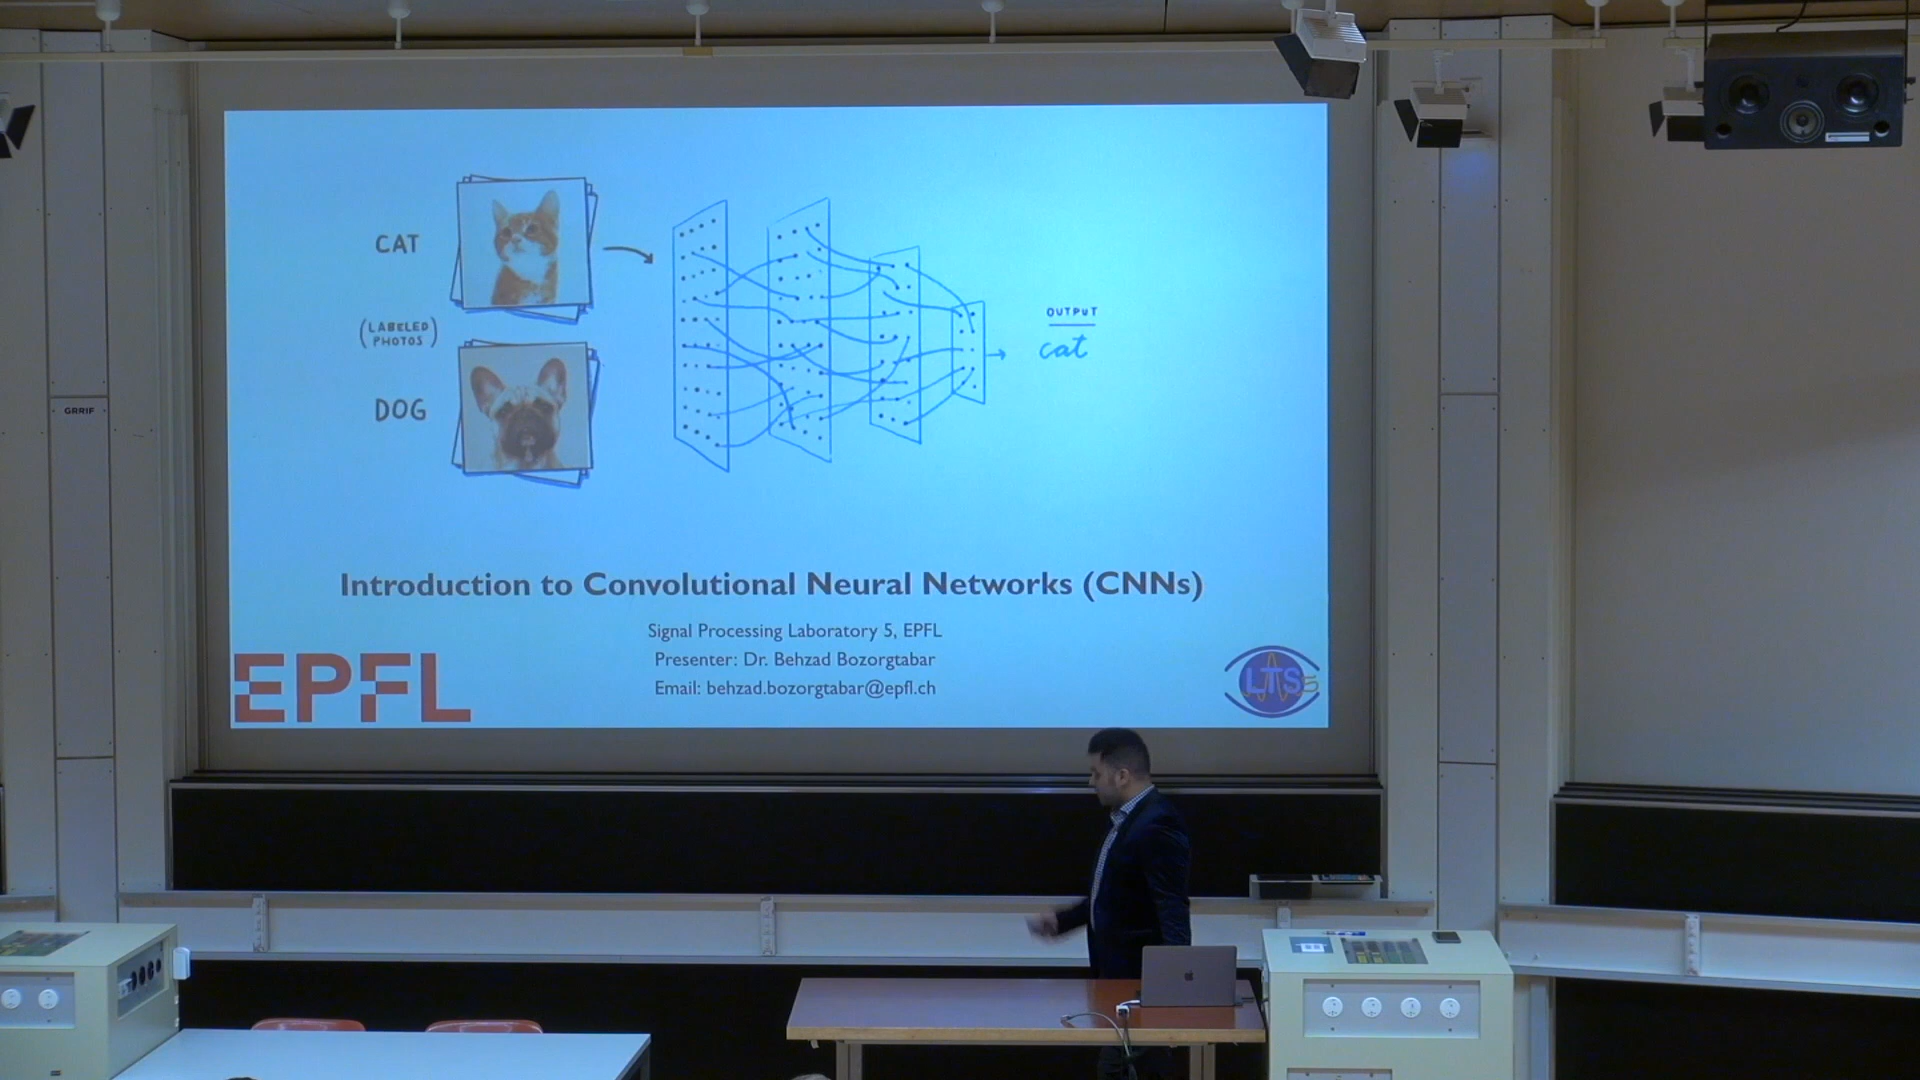 CAT
(LABELED
PHOTOS)
DOG
OUTPUT
cat
Introduction to Convolutional Neural Networks (CNNs)
Signal Processing Laboratory 5, EPFL
Presenter: Dr. Behzad Bozorgtabar
Email: behzad.bozorgtabar@epfl.ch
EPFL
LTS5
GRRIF